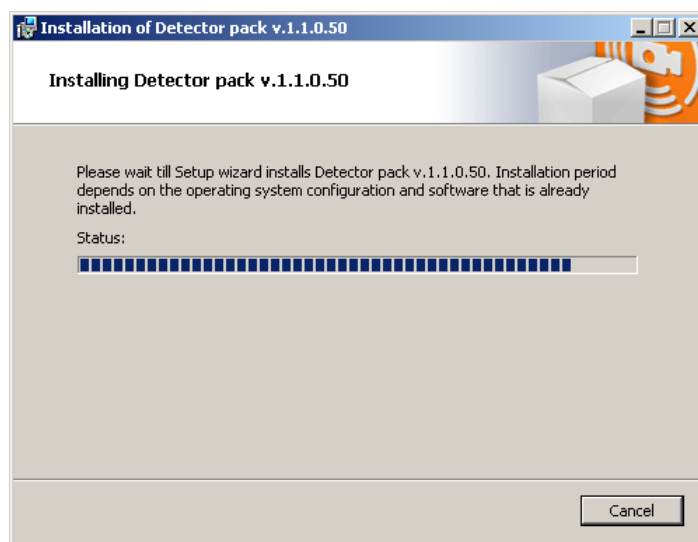 Installation of Detector pack v.1.1.0.50
Installing Detector pack v.1.1.0.50
Please wait till Setup wizard installs Detector pack v.1.1.0.50. Installation period
depends on the operating system configuration and software that is already
installed.
Status:
Cancel